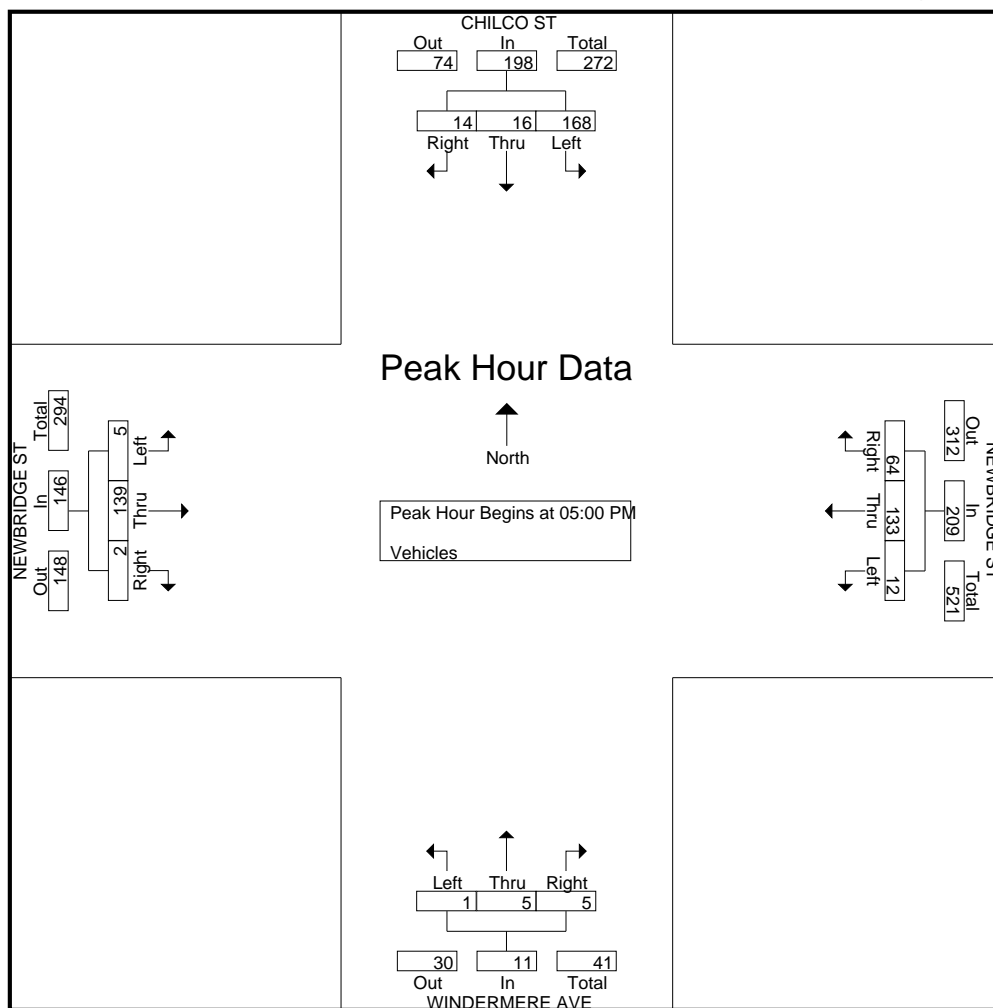 CHILCO ST
Out In Total
74 198 272
14 16 168
Right Thru Left
Peak Hour Data
North
Peak Hour Begins at 05:00 PM
Vehicles
NEWBRIDGE ST
Out In Total
148 146 294
2 139 5
Right Thru Left
NEWBRIDGE ST
Out In Total
312 209 521
64 133 12
Right Thru Left
Left Thru Right
1 5 5
30 11 41
Out In Total
WINDERMERE AVE